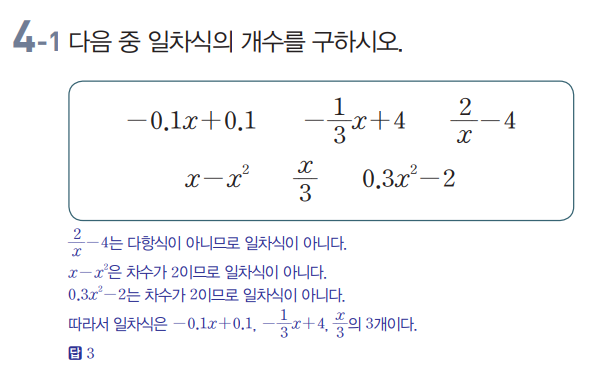 4-1 다음 중 일차식의 개수를 구하시오.
−0.1x+0.1 −1/3x+4 2/x−4
x−x² x/3 0.3x²−2
2/x−4는 다항식이 아니므로 일차식이 아니다.
x−x²은 차수가 2이므로 일차식이 아니다.
0.3x²−2는 차수가 2이므로 일차식이 아니다.
따라서 일차식은 −0.1x+0.1, −1/3x+4, x/3의 3개이다.
답 3